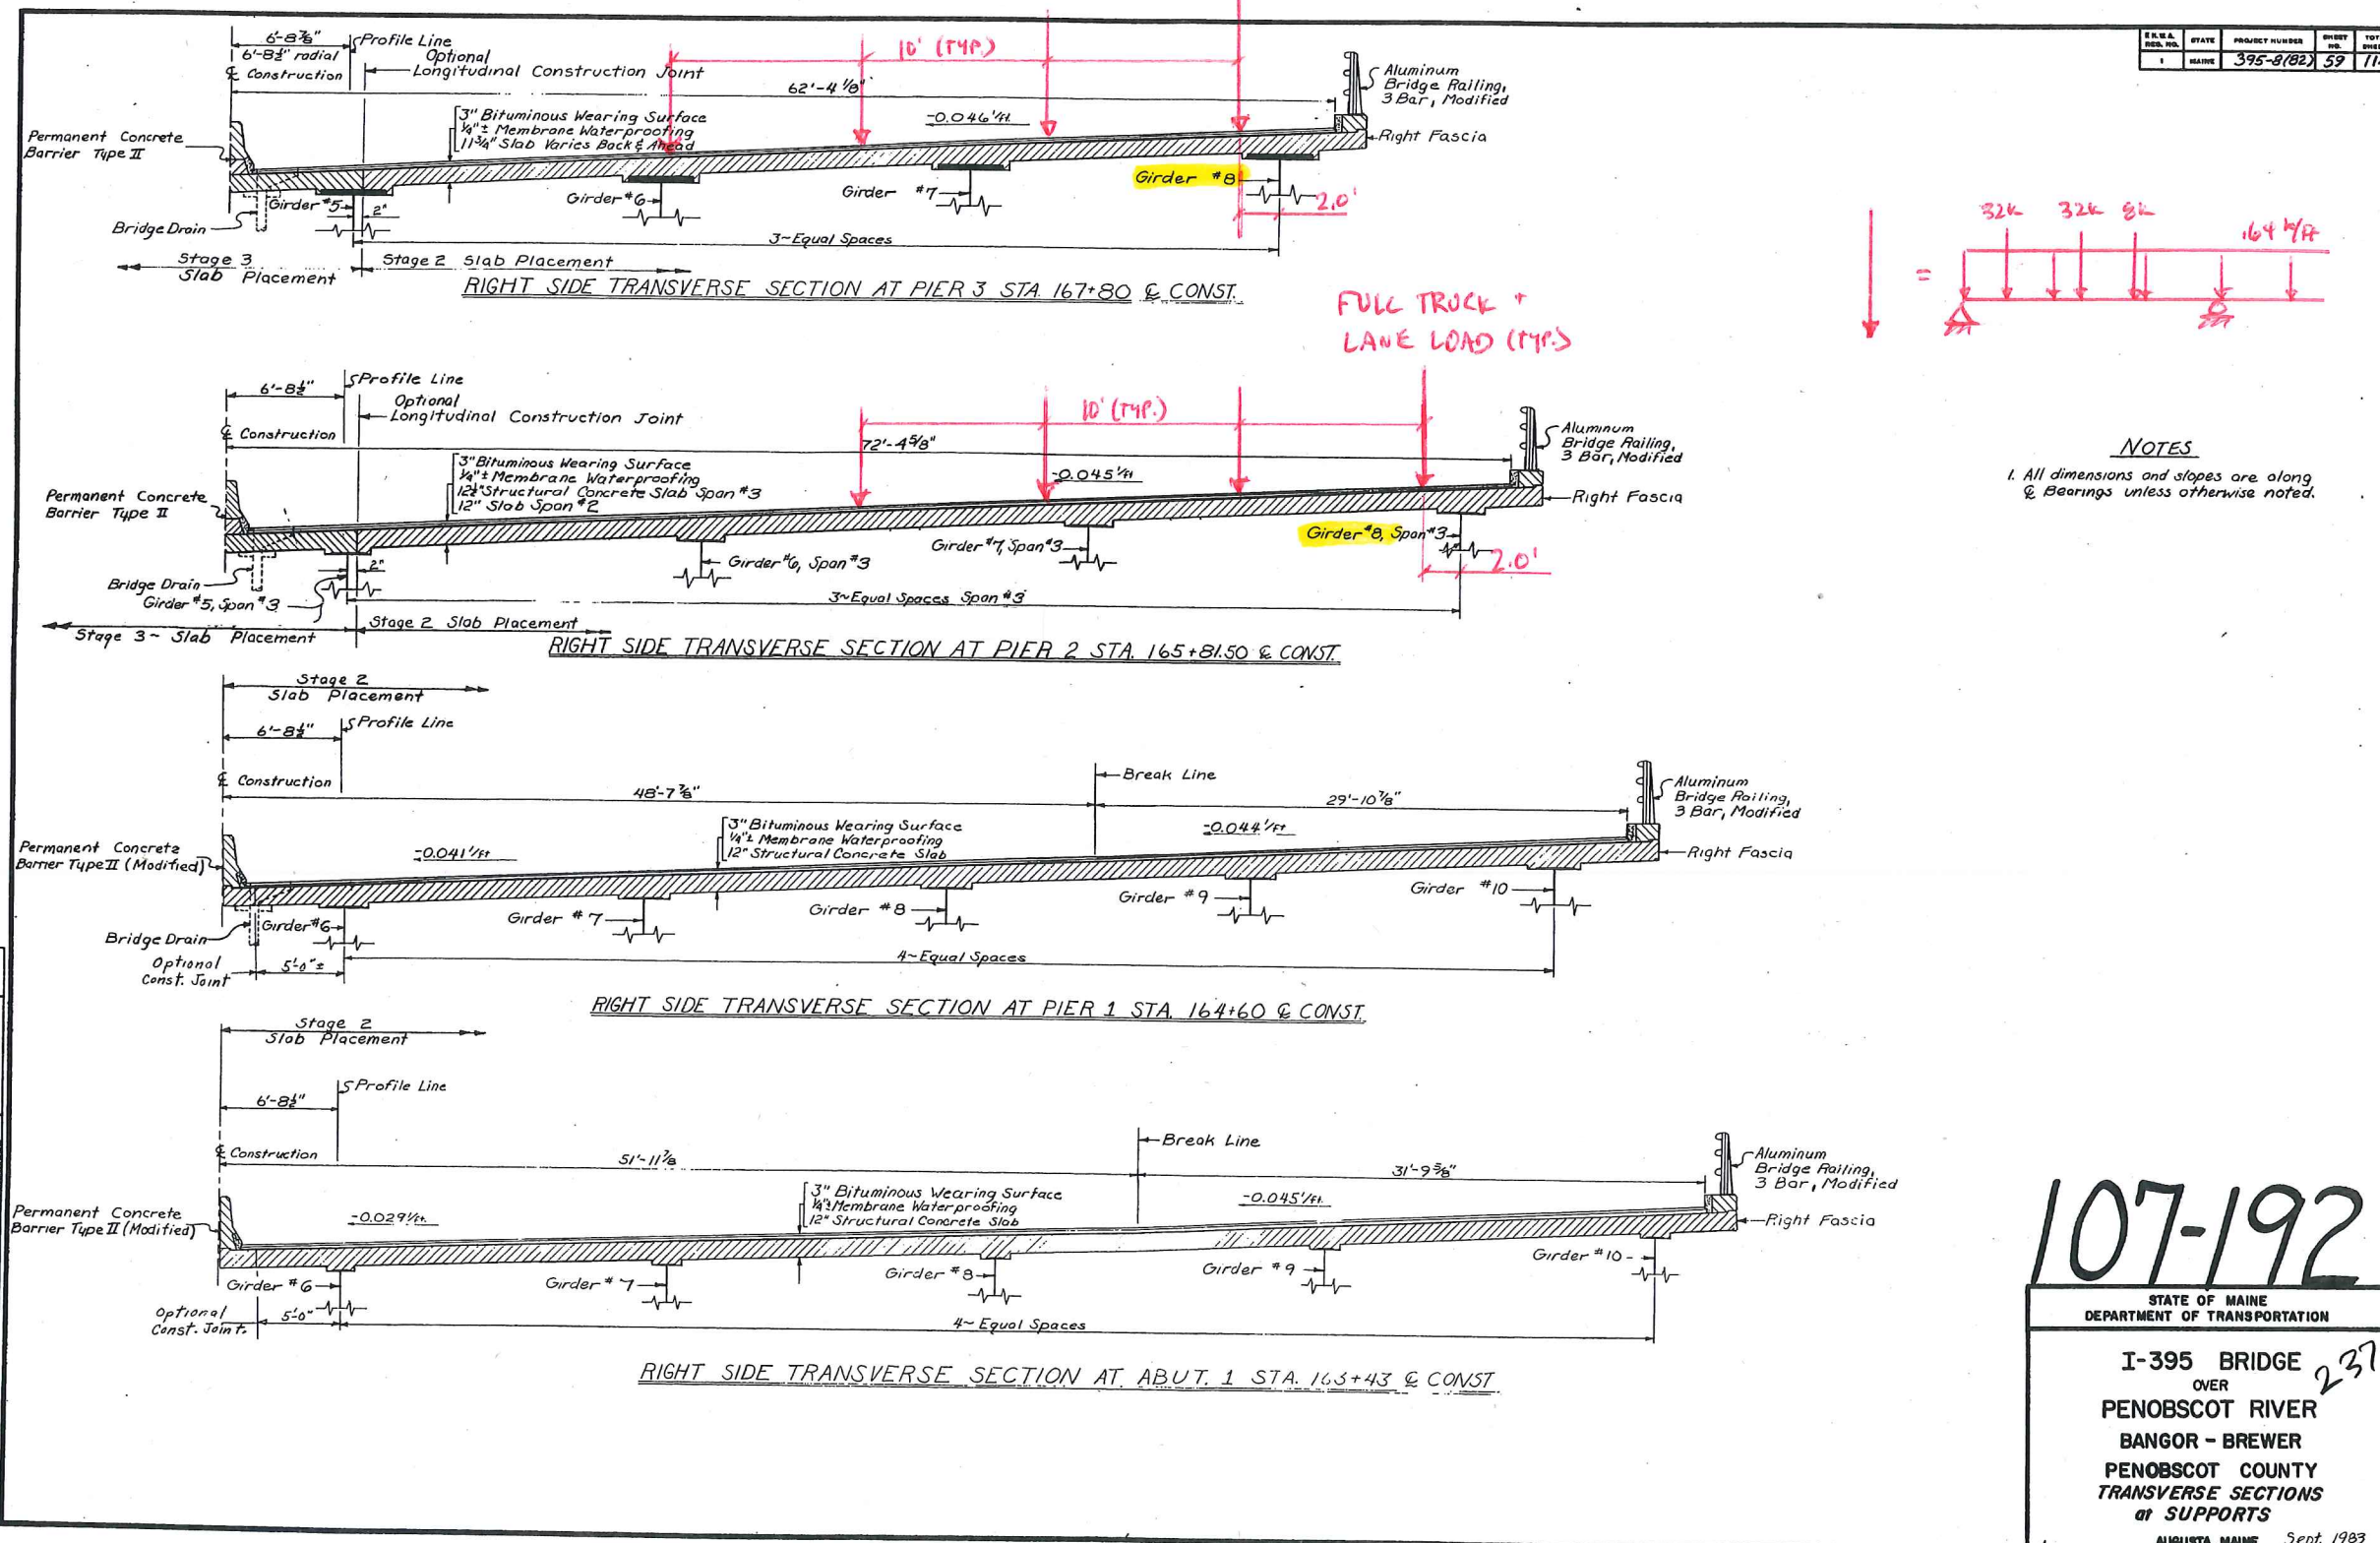 6'-8⅞"
6'-8½" radial
Profile Line
℄ Construction
Optional
Longitudinal Construction Joint
10' (TYP.)
62'-4⅛"
3" Bituminous Wearing Surface
¼"± Membrane Waterproofing
11¾" Slab Varies Back & Ahead
-0.046'/ft.
Aluminum
Bridge Railing,
3 Bar, Modified
Right Fascia
Permanent Concrete
Barrier Type II
Bridge Drain
Girder #5
2"
Girder #6
Girder #7
Girder #8
2.0'
3~Equal Spaces
Stage 3
Slab Placement
Stage 2 Slab Placement
RIGHT SIDE TRANSVERSE SECTION AT PIER 3 STA. 167+80 ℄ CONST.
STATE
PROJECT NUMBER
SHEET NO.
1
MAINE
395-8(82)
59
=
32k 32k 8k
.64 k/ft
FULL TRUCK +
LANE LOAD (TYP.)
6'-8½"
Profile Line
Optional
Longitudinal Construction Joint
℄ Construction
10' (TYP.)
72'-4⅝"
3" Bituminous Wearing Surface
¼"± Membrane Waterproofing
12½" Structural Concrete Slab Span #3
12" Slab Span #2
-0.045'/ft
Aluminum
Bridge Railing,
3 Bar, Modified
Right Fascia
Permanent Concrete
Barrier Type II
Bridge Drain
Girder #5, Span #3
2"
Girder #6, Span #3
Girder #7, Span #3
Girder #8, Span #3
2.0'
3~Equal Spaces Span #3
Stage 3 ~ Slab Placement
Stage 2 Slab Placement
RIGHT SIDE TRANSVERSE SECTION AT PIER 2 STA. 165+81.50 ℄ CONST.
NOTES
1. All dimensions and slopes are along
℄ Bearings unless otherwise noted.
Stage 2
Slab Placement
6'-8½"
Profile Line
℄ Construction
48'-7⅞"
Break Line
29'-10⅞"
3" Bituminous Wearing Surface
¼"± Membrane Waterproofing
12" Structural Concrete Slab
-0.041'/ft
-0.044'/ft
Aluminum
Bridge Railing,
3 Bar, Modified
Right Fascia
Permanent Concrete
Barrier Type II (Modified)
Bridge Drain
Girder #6
Girder #7
Girder #8
Girder #9
Girder #10
Optional
Const. Joint
5'-0"±
4~Equal Spaces
RIGHT SIDE TRANSVERSE SECTION AT PIER 1 STA. 164+60 ℄ CONST.
Stage 2
Slab Placement
6'-8½"
Profile Line
℄ Construction
51'-11⅞
Break Line
31'-9⅝"
3" Bituminous Wearing Surface
¼"± Membrane Waterproofing
12" Structural Concrete Slab
-0.029'/ft.
-0.045'/ft.
Aluminum
Bridge Railing,
3 Bar, Modified
Right Fascia
Permanent Concrete
Barrier Type II (Modified)
Girder #6
Girder #7
Girder #8
Girder #9
Girder #10
Optional
Const. Joint.
5'-0"
4~Equal Spaces
RIGHT SIDE TRANSVERSE SECTION AT ABUT. 1 STA. 163+43 ℄ CONST.
107-192
STATE OF MAINE
DEPARTMENT OF TRANSPORTATION
I-395 BRIDGE
237
OVER
PENOBSCOT RIVER
BANGOR - BREWER
PENOBSCOT COUNTY
TRANSVERSE SECTIONS
at SUPPORTS
AUGUSTA, MAINE Sept. 1983